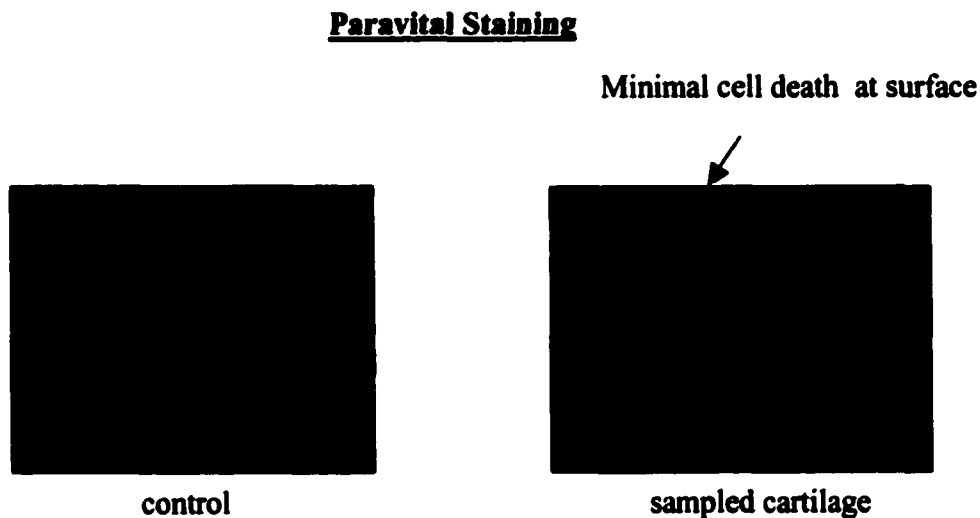 Paravital Staining
Minimal cell death at surface
control
sampled cartilage